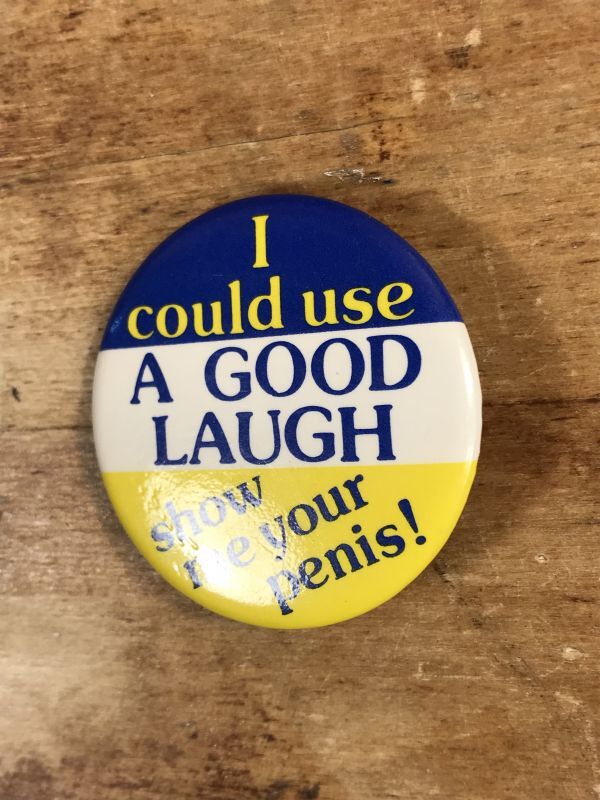 I
could use
A GOOD
LAUGH
show
me your
penis!